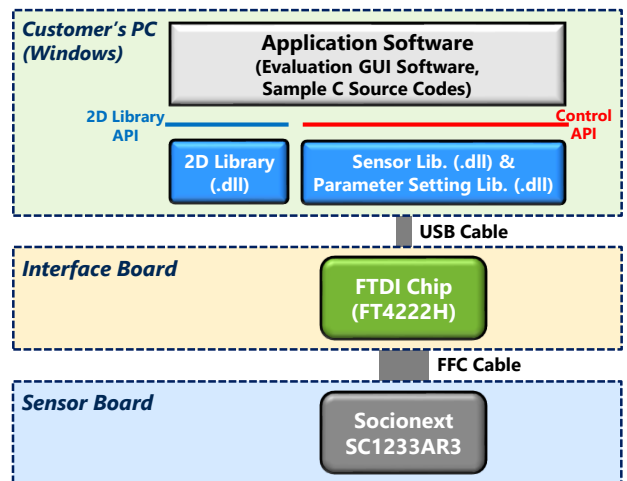 Customer's PC
(Windows)
Application Software
(Evaluation GUI Software,
Sample C Source Codes)
2D Library
API
Control
API
2D Library
(.dll)
Sensor Lib. (.dll) &
Parameter Setting Lib. (.dll)
USB Cable
Interface Board
FTDI Chip
(FT4222H)
FFC Cable
Sensor Board
Socionext
SC1233AR3